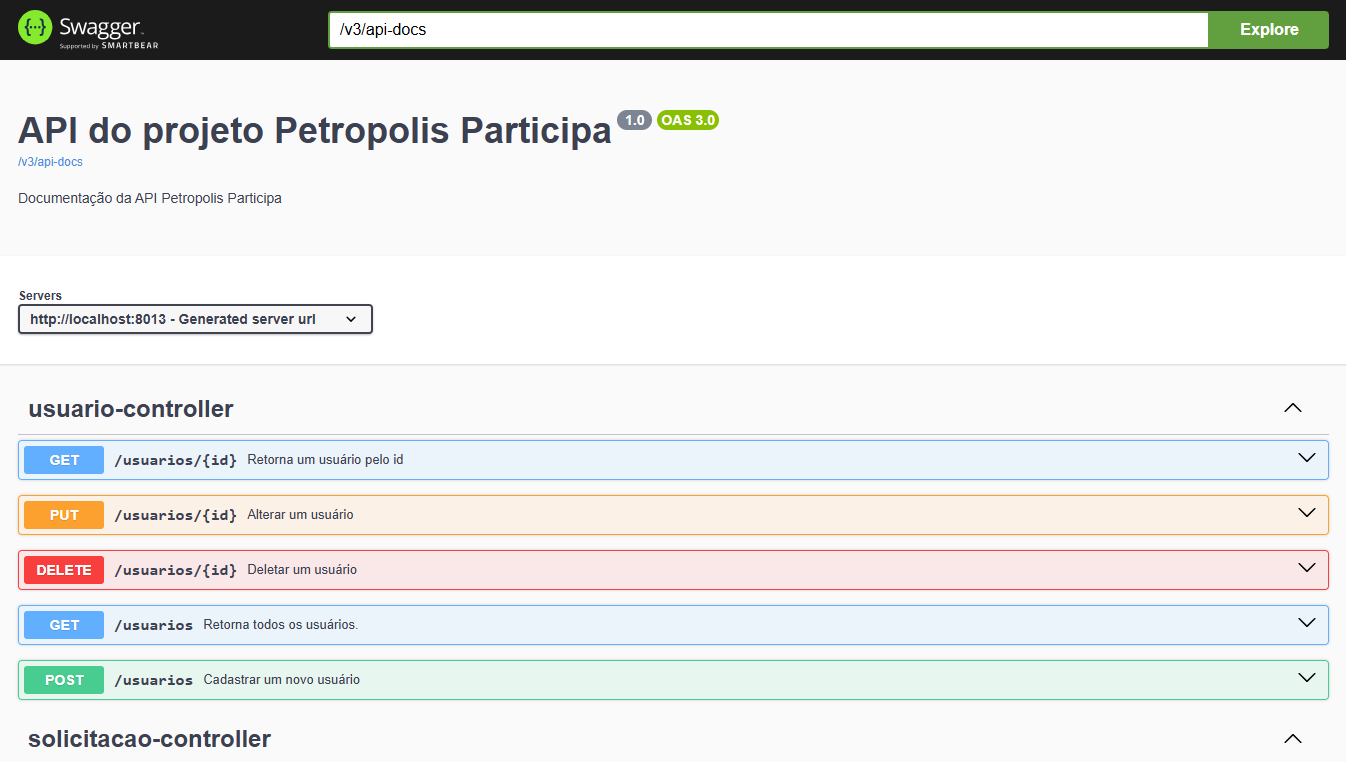 Swagger.
Supported by SMARTBEAR
/v3/api-docs
Explore
API do projeto Petropolis Participa 1.0 OAS 3.0
/v3/api-docs
Documentação da API Petropolis Participa
Servers
http://localhost:8013 - Generated server url
usuario-controller
GET /usuarios/{id} Retorna um usuário pelo id
PUT /usuarios/{id} Alterar um usuário
DELETE /usuarios/{id} Deletar um usuário
GET /usuarios Retorna todos os usuários.
POST /usuarios Cadastrar um novo usuário
solicitacao-controller